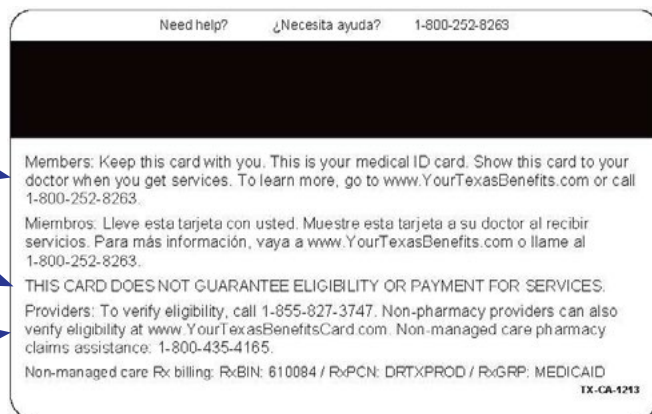 Need help? ¿Necesita ayuda? 1-800-252-8263
Members: Keep this card with you. This is your medical ID card. Show this card to your
doctor when you get services. To learn more, go to www.YourTexasBenefits.com or call
1-800-252-8263.
Miembros: Lleve esta tarjeta con usted. Muestre esta tarjeta a su doctor al recibir
servicios. Para más información, vaya a www.YourTexasBenefits.com o llame al
1-800-252-8263.
THIS CARD DOES NOT GUARANTEE ELIGIBILITY OR PAYMENT FOR SERVICES.
Providers: To verify eligibility, call 1-855-827-3747. Non-pharmacy providers can also
verify eligibility at www.YourTexasBenefitsCard.com. Non-managed care pharmacy
claims assistance: 1-800-435-4165.
Non-managed care Rx billing: RxBIN: 610084 / RxPCN: DRTXPROD / RxGRP: MEDICAID
TX-CA-1213